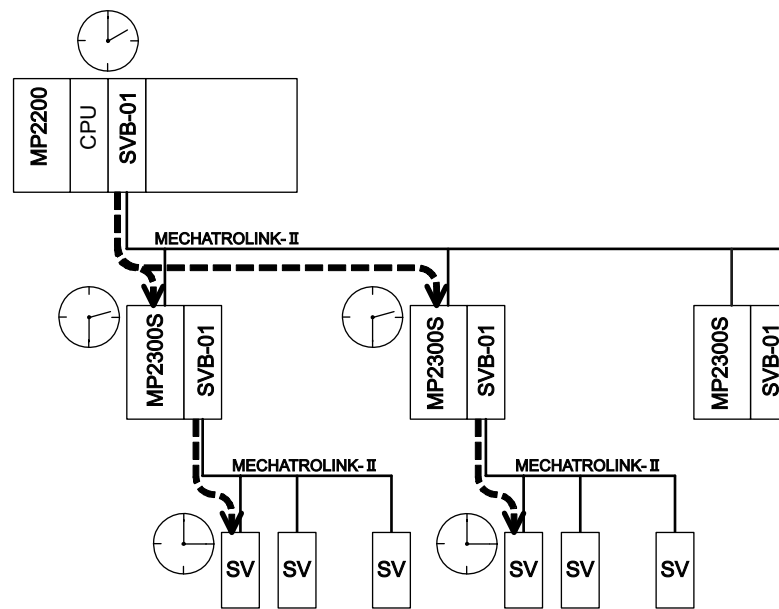 MP2200
CPU
SVB-01
MECHATROLINK-II
MP2300S
SVB-01
MP2300S
SVB-01
MP2300S
SVB-01
MECHATROLINK-II
MECHATROLINK-II
SV
SV
SV
SV
SV
SV